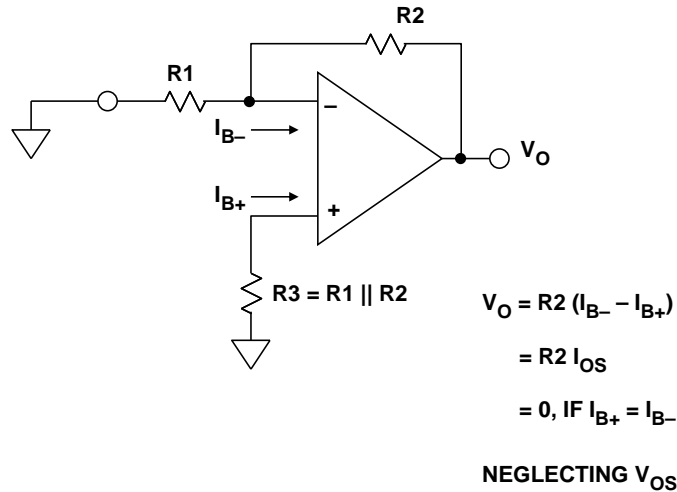 R2
R1
–
I_B–
V_O
I_B+
+
R3 = R1 || R2
V_O = R2 (I_B– – I_B+)
= R2 I_OS
= 0, IF I_B+ = I_B–
NEGLECTING V_OS